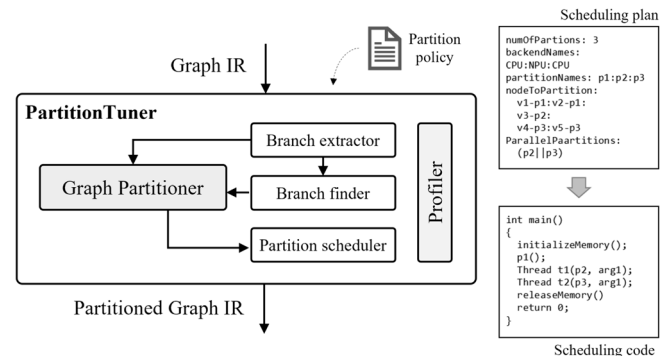 Scheduling plan
Graph IR
Partition
policy
numOfPartions: 3
backendNames:
CPU:NPU:CPU
partitionNames: p1:p2:p3
nodeToPartition:
v1-p1:v2-p1:
v3-p2:
v4-p3:v5-p3
ParallelPaartitions:
(p2||p3)
PartitionTuner
Branch extractor
Graph Partitioner
Branch finder
Partition scheduler
Profiler
int main()
{
initializeMemory();
p1();
Thread t1(p2, arg1);
Thread t2(p3, arg1);
releaseMemory()
return 0;
}
Partitioned Graph IR
Scheduling code